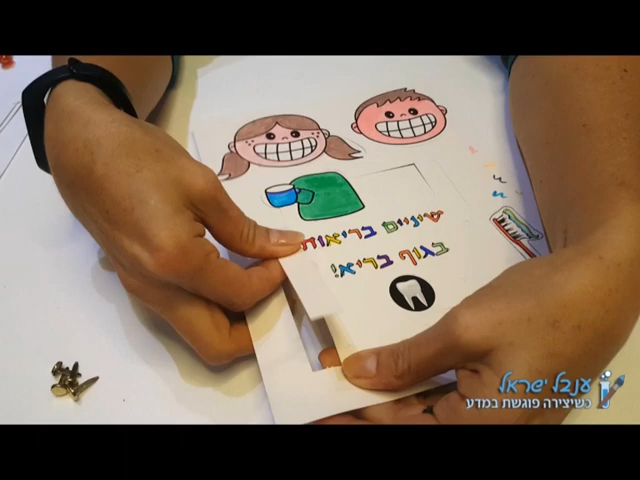 שיניים בריאות
בגוף בריא!
ענבל ישראל
כשיצירה פוגשת במדע